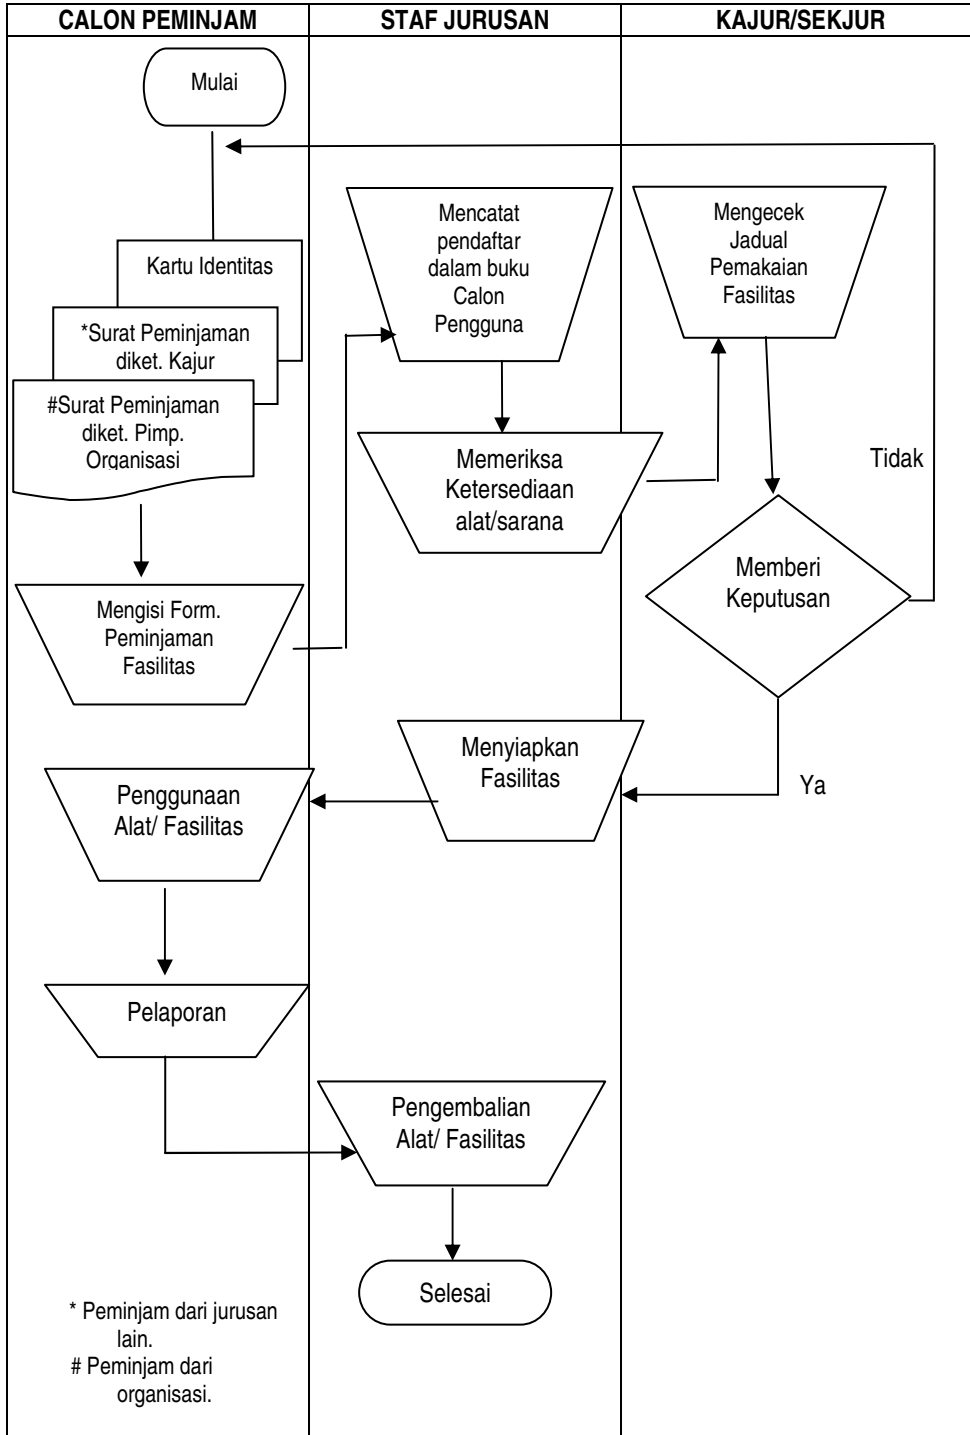 CALON PEMINJAM
STAF JURUSAN
KAJUR/SEKJUR
Mulai
Kartu Identitas
*Surat Peminjaman
diket. Kajur
#Surat Peminjaman
diket. Pimp.
Organisasi
Mengisi Form.
Peminjaman
Fasilitas
Mencatat
pendaftar
dalam buku
Calon
Pengguna
Memeriksa
Ketersediaan
alat/sarana
Mengecek
Jadual
Pemakaian
Fasilitas
Memberi
Keputusan
Tidak
Ya
Menyiapkan
Fasilitas
Penggunaan
Alat/ Fasilitas
Pelaporan
Pengembalian
Alat/ Fasilitas
Selesai
* Peminjam dari jurusan
lain.
# Peminjam dari
organisasi.